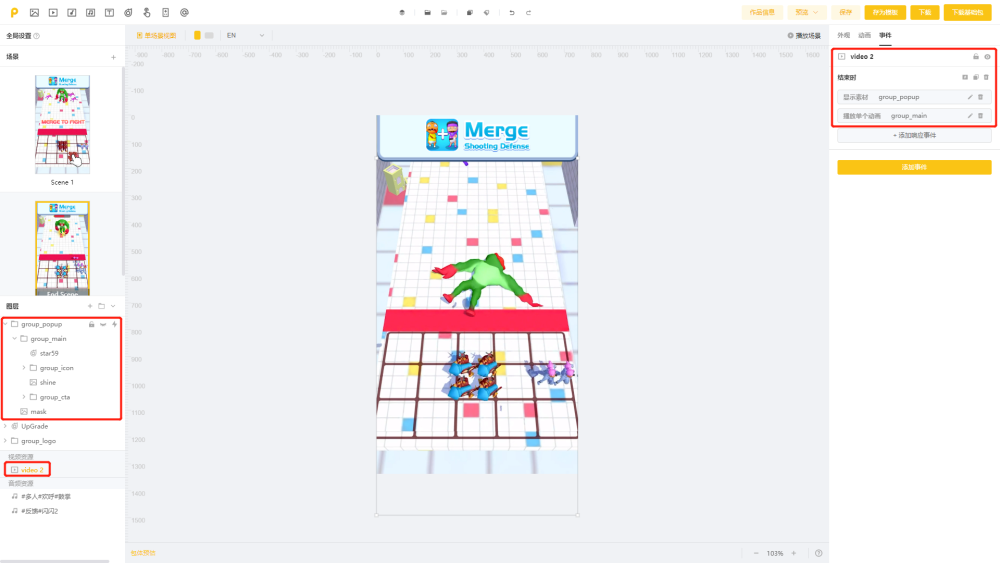 作品信息
预览
保存
存为模板
下载
下载基础包
全局设置
单场景视图
EN
播放场景
外观
动画
事件
场景
-900 -800 -700 -600 -500 -400 -300 -200 -100 0 100 200 300 400 500 600 700 800 900 1000 1100 1200 1300 1400 1500 1600
-200
-100
0
100
200
300
400
500
600
700
800
900
1000
1100
1200
1300
1400
1500
Merge
MERGE TO FIGHT
Scene 1
Merge
End Scene
图层
group_popup
group_main
star59
group_icon
shine
group_cta
mask
UpGrade
group_logo
视频资源
video 2
音频资源
#多人#欢呼#鼓掌
#反馈#闪闪2
Merge
Shooting Defense
video 2
结束时
显示素材 group_popup
播放单个动画 group_main
+ 添加响应事件
添加事件
103%